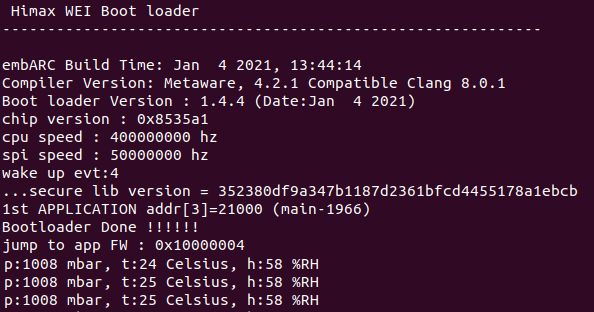 Himax WEI Boot loader
------------------------------------------------------------
embARC Build Time: Jan  4 2021, 13:44:14
Compiler Version: Metaware, 4.2.1 Compatible Clang 8.0.1
Boot loader Version : 1.4.4 (Date:Jan  4 2021)
chip version : 0x8535a1
cpu speed : 400000000 hz
spi speed : 50000000 hz
wake up evt:4
...secure lib version = 352380df9a347b1187d2361bfcd4455178a1ebcb
1st APPLICATION addr[3]=21000 (main-1966)
Bootloader Done !!!!!!
jump to app FW : 0x10000004
p:1008 mbar, t:24 Celsius, h:58 %RH
p:1008 mbar, t:25 Celsius, h:58 %RH
p:1008 mbar, t:25 Celsius, h:58 %RH